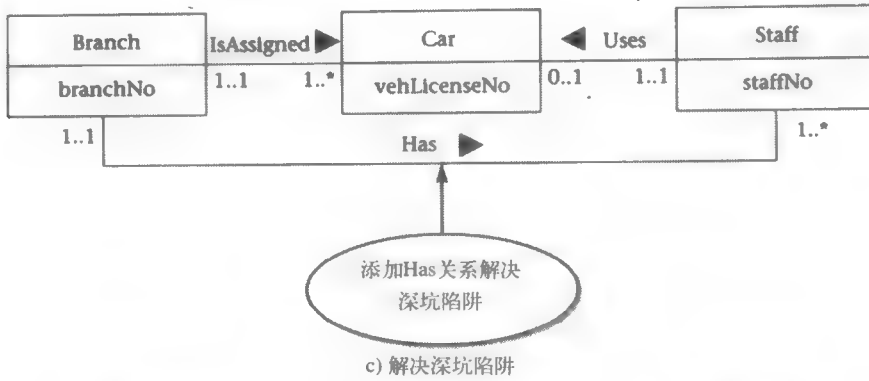 Branch IsAssigned Car Uses Staff
branchNo 1..1 1..* vehLicenseNo 0..1 1..1 staffNo
1..1 1..*
Has
添加Has关系解决
深坑陷阱
c) 解决深坑陷阱